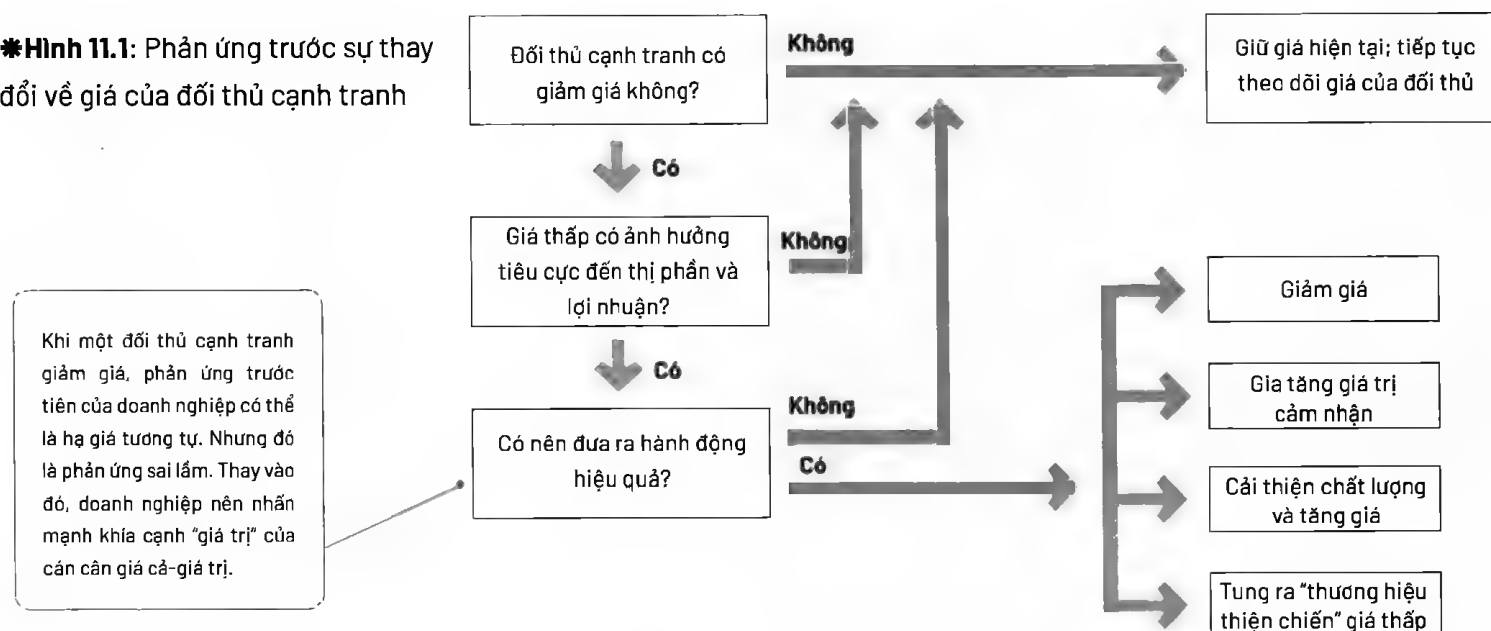 ✱Hình 11.1: Phản ứng trước sự thay
đổi về giá của đối thủ cạnh tranh
Đối thủ cạnh tranh có
giảm giá không?
Không
Giữ giá hiện tại; tiếp tục
theo dõi giá của đối thủ
Có
Giá thấp có ảnh hưởng
tiêu cực đến thị phần và
lợi nhuận?
Không
Có
Khi một đối thủ cạnh tranh
giảm giá, phản ứng trước
tiên của doanh nghiệp có thể
là hạ giá tương tự. Nhưng đó
là phản ứng sai lầm. Thay vào
đó, doanh nghiệp nên nhấn
mạnh khía cạnh "giá trị" của
cán cân giá cả-giá trị.
Có nên đưa ra hành động
hiệu quả?
Không
Có
Giảm giá
Gia tăng giá trị
cảm nhận
Cải thiện chất lượng
và tăng giá
Tung ra "thương hiệu
thiện chiến" giá thấp